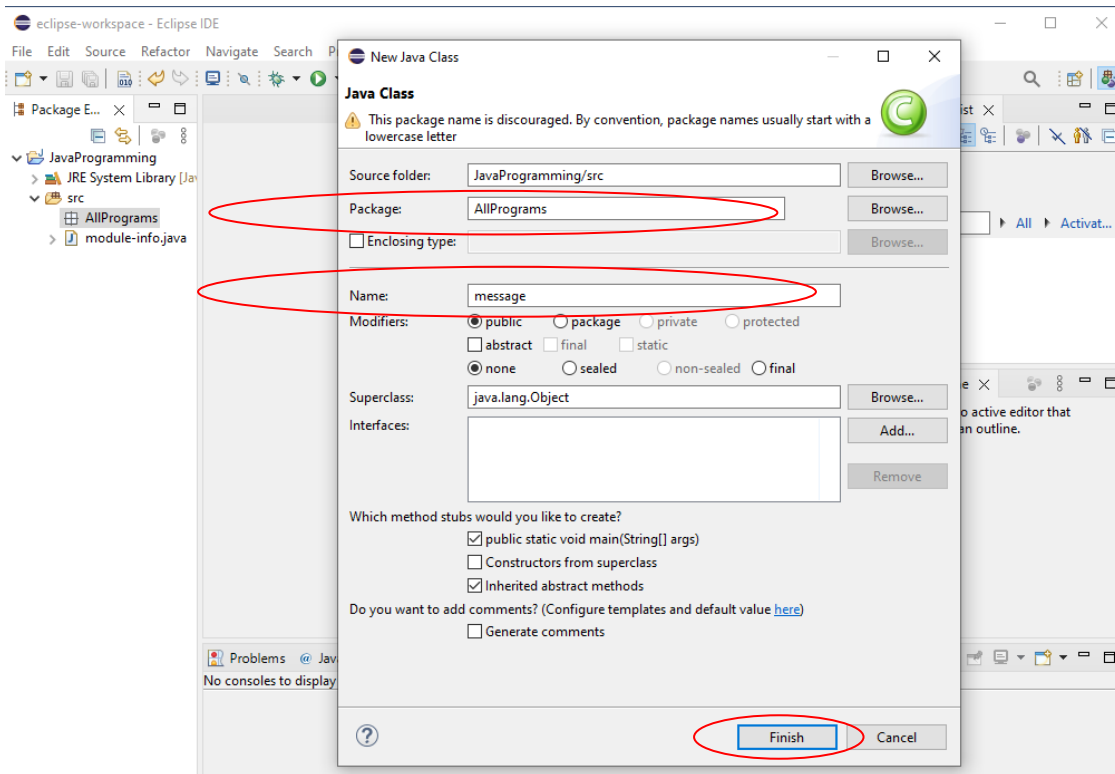 eclipse-workspace - Eclipse IDE
File Edit Source Refactor Navigate Search
Package E...
JavaProgramming
JRE System Library
src
AllPrograms
module-info.java
New Java Class
Java Class
This package name is discouraged. By convention, package names usually start with a
lowercase letter
Source folder: JavaProgramming/src Browse...
Package: AllPrograms Browse...
Enclosing type: Browse...
Name: message
Modifiers: public package private protected
abstract final static
none sealed non-sealed final
Superclass: java.lang.Object Browse...
Interfaces: Add...
Remove
Which method stubs would you like to create?
public static void main(String[] args)
Constructors from superclass
Inherited abstract methods
Do you want to add comments? (Configure templates and default value here)
Generate comments
Finish Cancel
All Activat...
o active editor that
an outline.
Problems @ Jav
No consoles to display